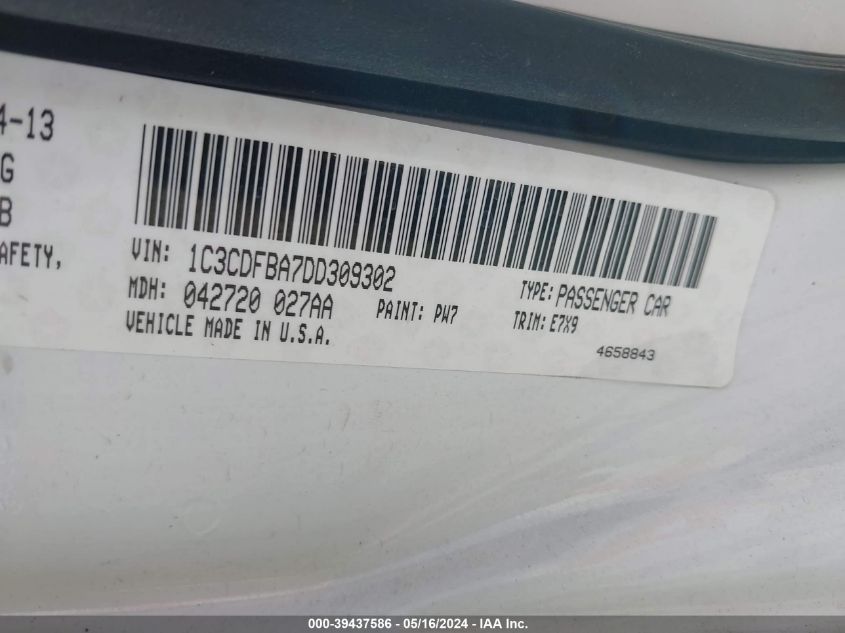 4-13
G
B
AFETY,
VIN: 1C3CDFBA7DD309302
TYPE: PASSENGER CAR
MDH: 042720 027AA
PAINT: PW7
TRIM: E7X9
VEHICLE MADE IN U.S.A.
4658843
000-39437586 - 05/16/2024 - IAA Inc.